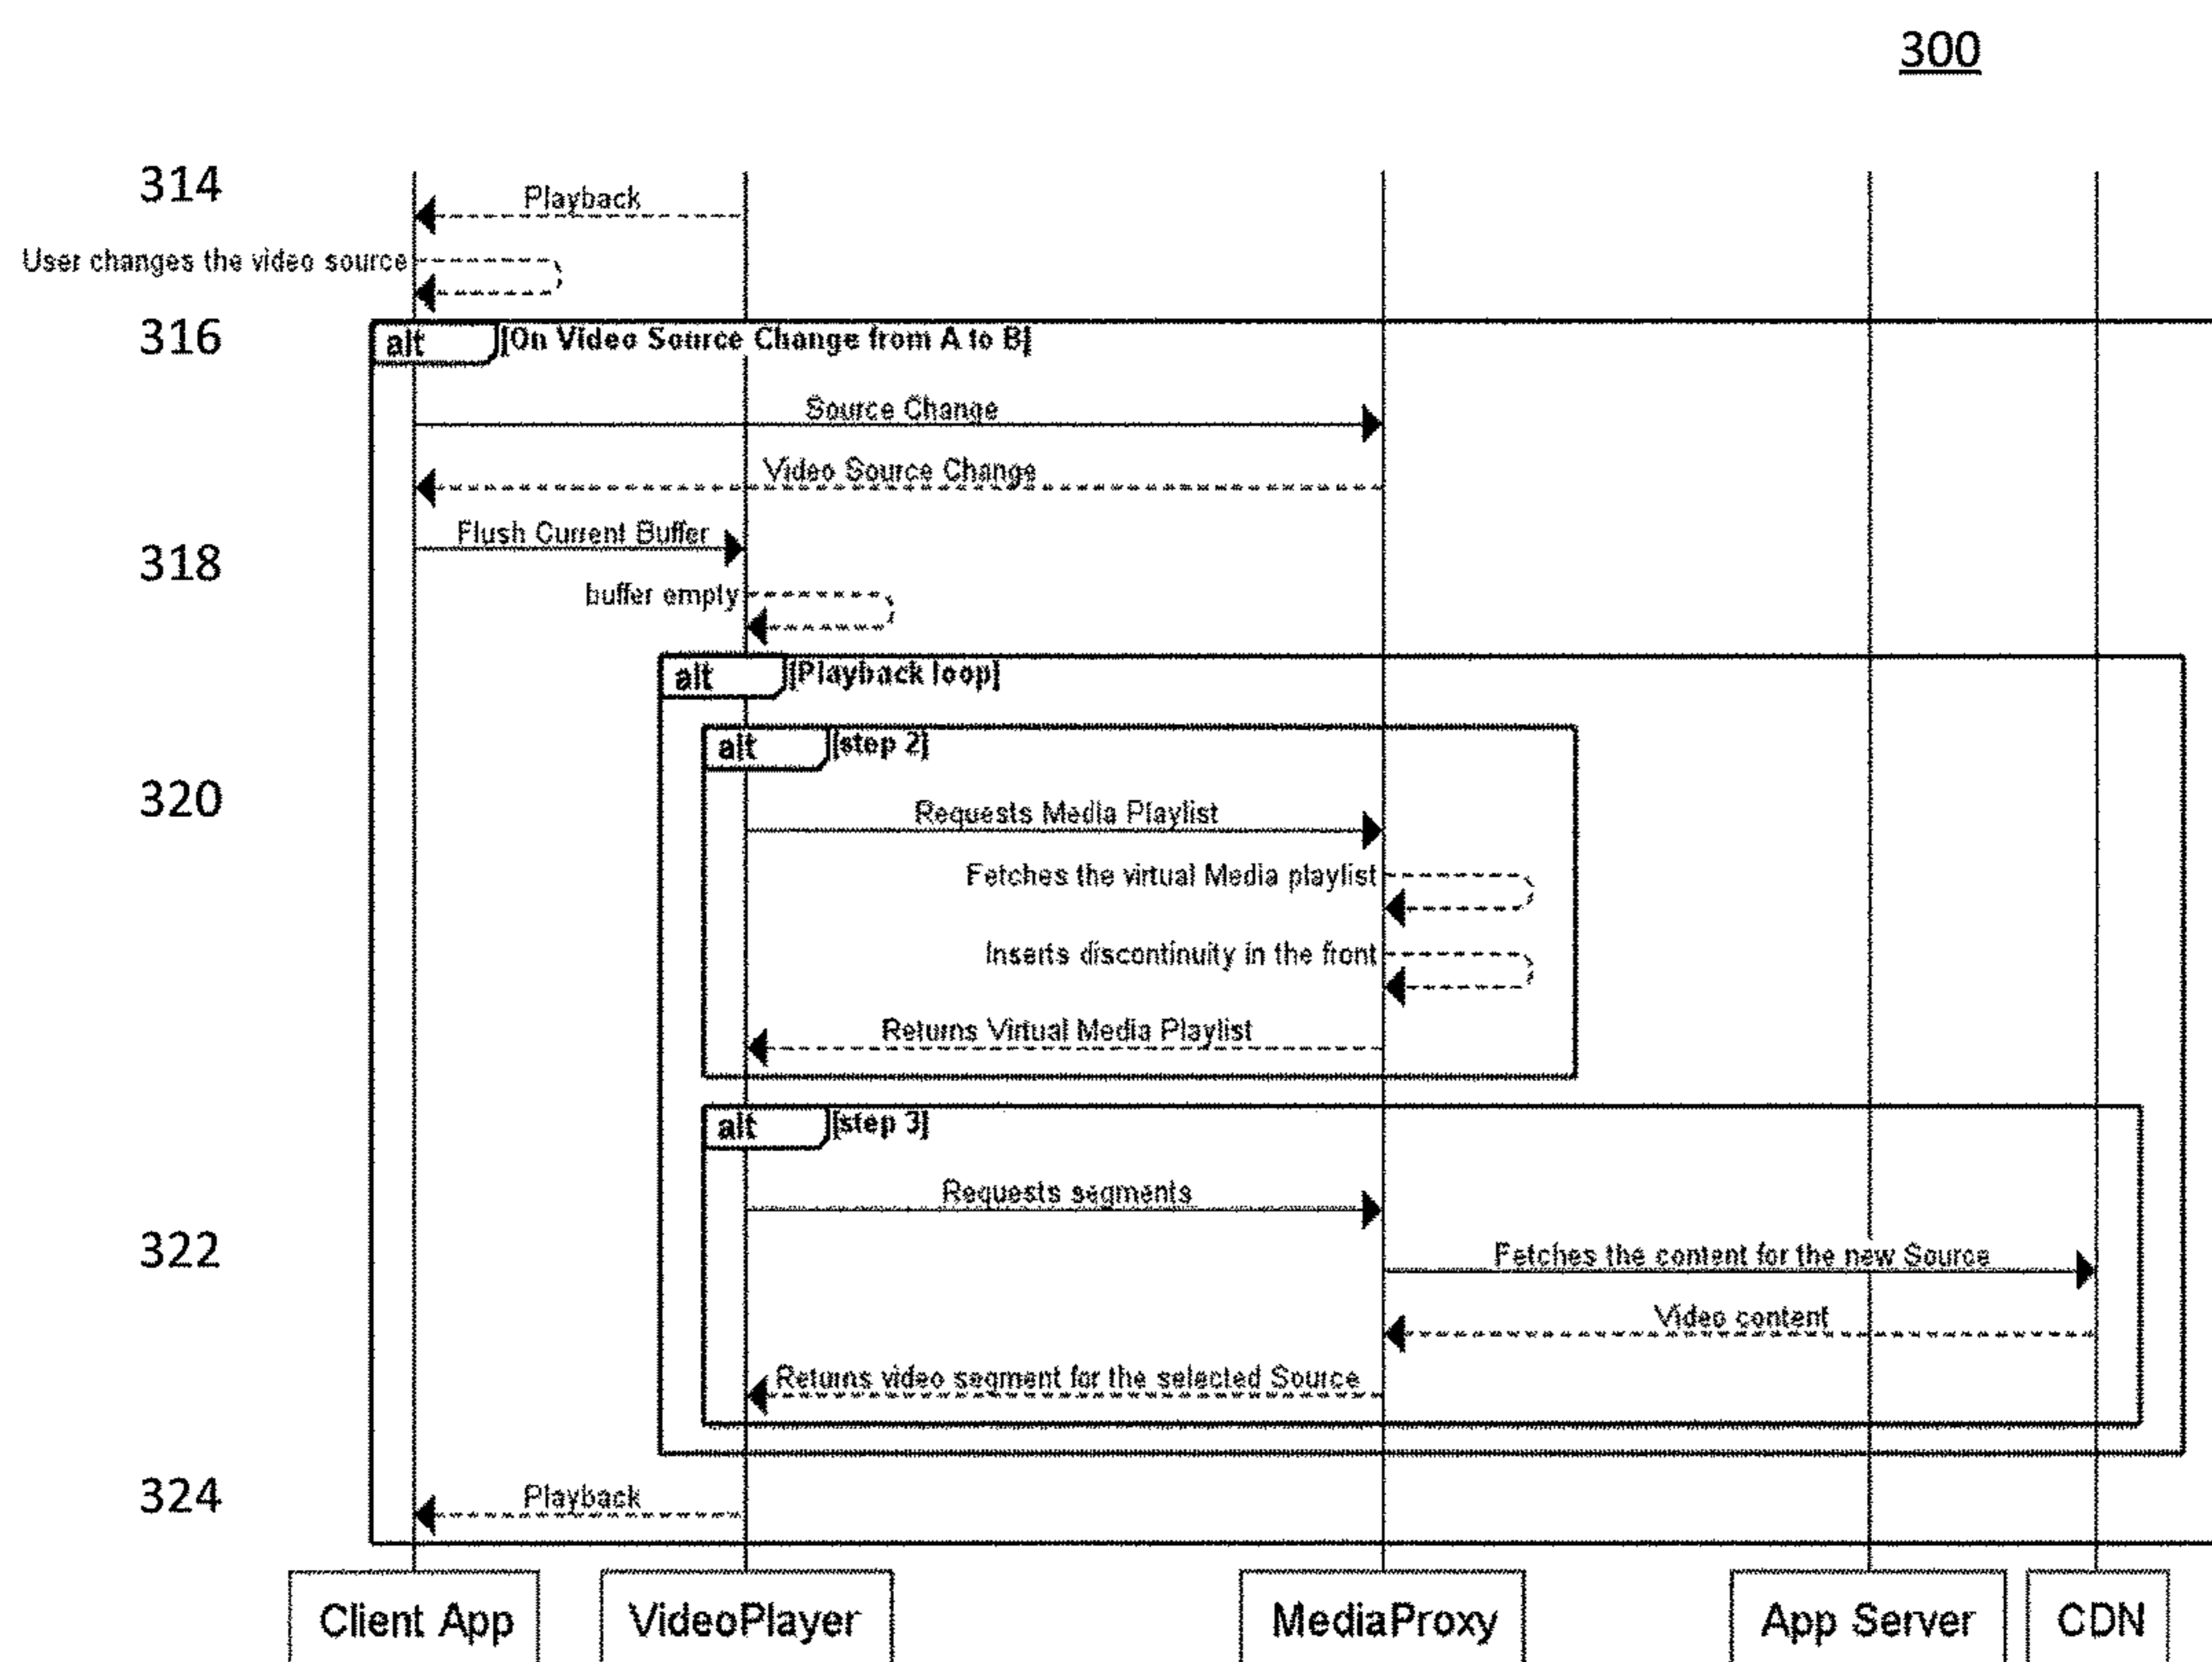 300
314
Playback
User changes the video source
316
alt [On Video Source Change from A to B]
Source Change
Video Source Change
Flush Current Buffer
318
buffer empty
alt [Playback loop]
alt [step 2]
320
Requests Media Playlist
Fetches the virtual Media playlist
Inserts discontinuity in the front
Returns Virtual Media Playlist
alt [step 3]
Requests segments
322
Fetches the content for the new Source
Video content
Returns video segment for the selected Source
324
Playback
Client App
VideoPlayer
MediaProxy
App Server
CDN